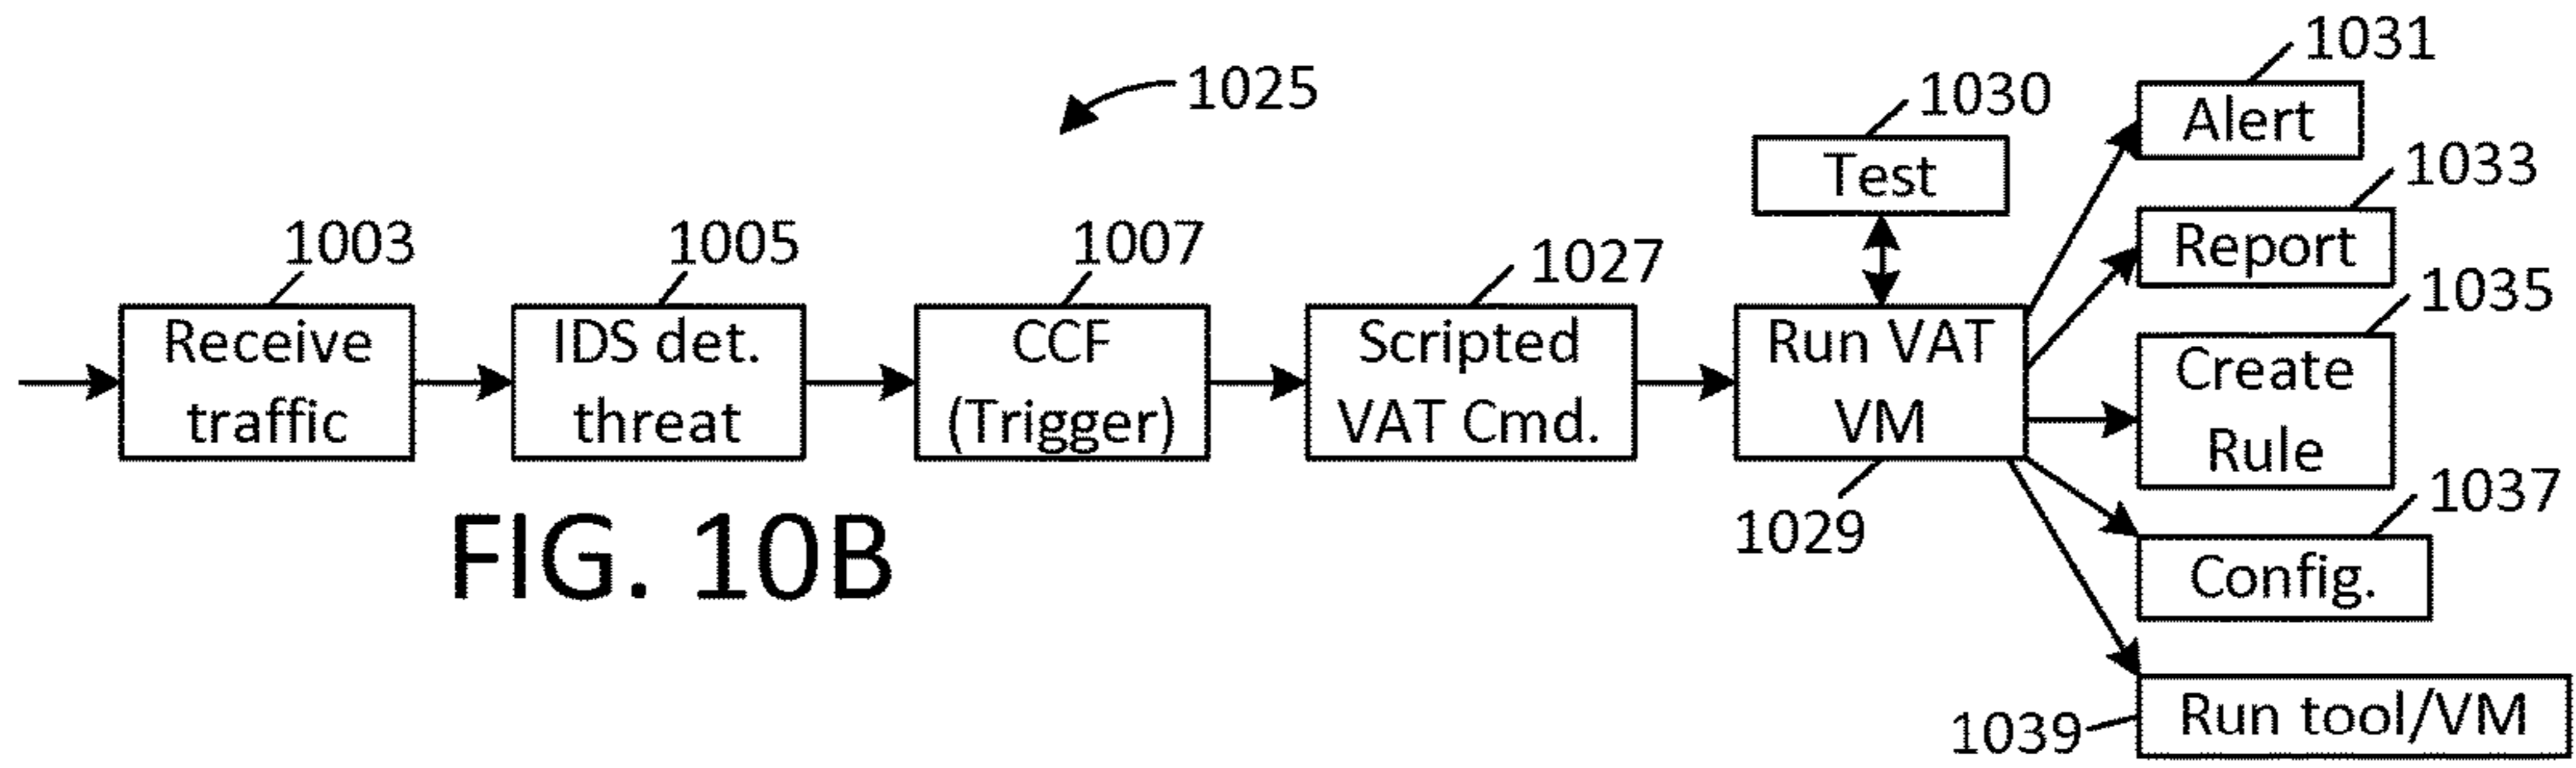 1025
1003
Receive
traffic
1005
IDS det.
threat
1007
CCF
(Trigger)
1027
Scripted
VAT Cmd.
1030
Test
Run VAT
VM
1029
1031
Alert
1033
Report
1035
Create
Rule
1037
Config.
1039
Run tool/VM
FIG. 10B